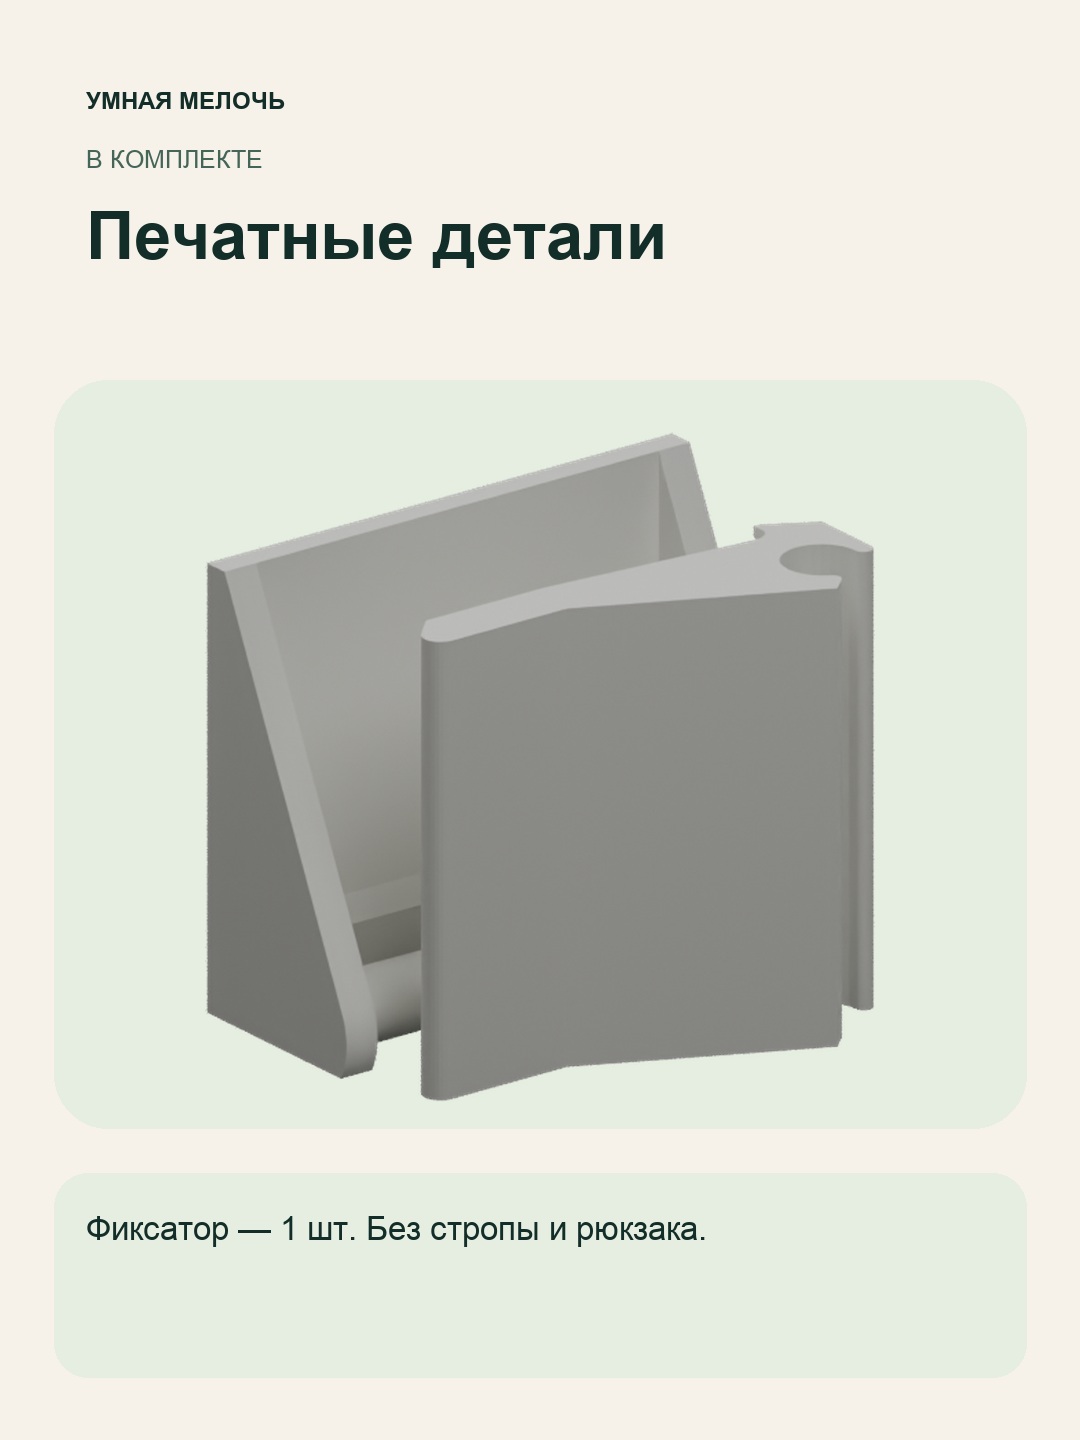 УМНАЯ МЕЛОЧЬ
В КОМПЛЕКТЕ
Печатные детали
Фиксатор — 1 шт. Без стропы и рюкзака.